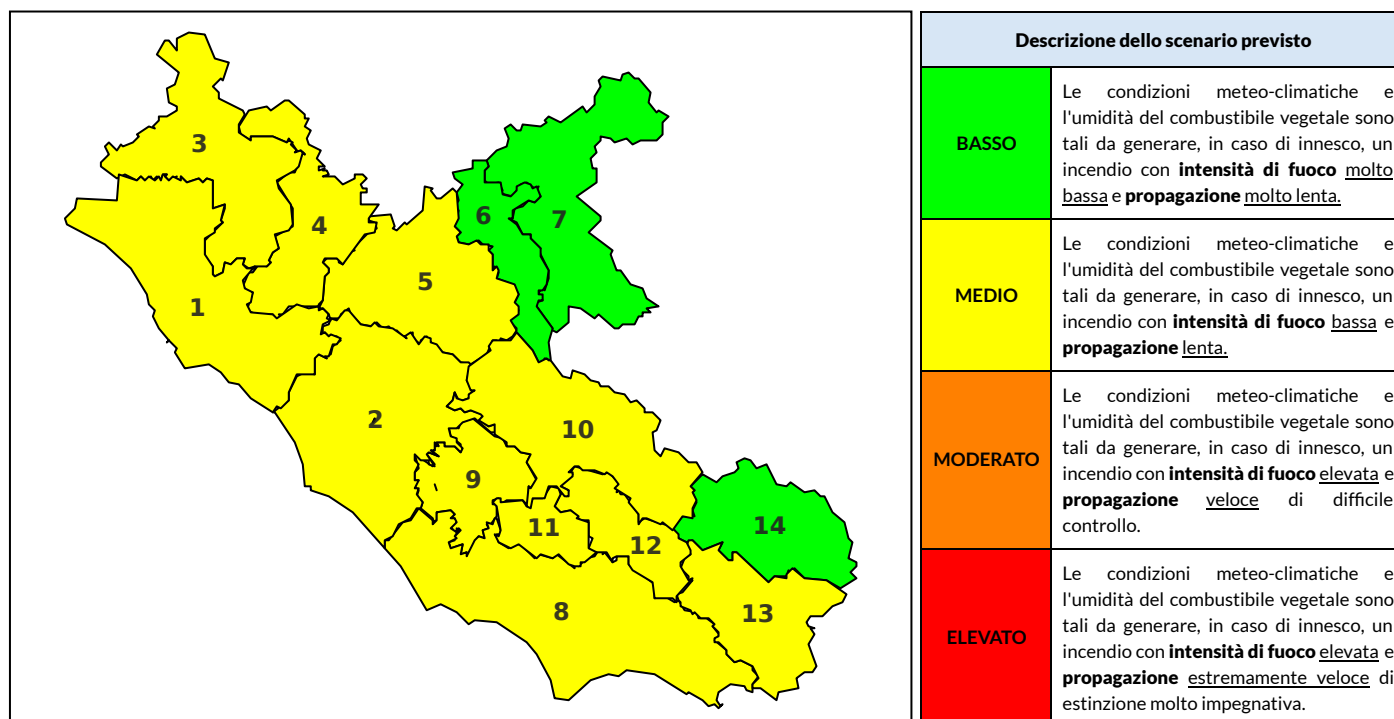 3
4
6
7
5
1
2
10
9
11
12
14
8
13
Descrizione dello scenario previsto
BASSO
Le condizioni meteo-climatiche e
l'umidità del combustibile vegetale sono
tali da generare, in caso di innesco, un
incendio con intensità di fuoco molto
bassa e propagazione molto lenta.
MEDIO
Le condizioni meteo-climatiche e
l'umidità del combustibile vegetale sono
tali da generare, in caso di innesco, un
incendio con intensità di fuoco bassa e
propagazione lenta.
MODERATO
Le condizioni meteo-climatiche e
l'umidità del combustibile vegetale sono
tali da generare, in caso di innesco, un
incendio con intensità di fuoco elevata e
propagazione veloce di difficile
controllo.
ELEVATO
Le condizioni meteo-climatiche e
l'umidità del combustibile vegetale sono
tali da generare, in caso di innesco, un
incendio con intensità di fuoco elevata e
propagazione estremamente veloce di
estinzione molto impegnativa.